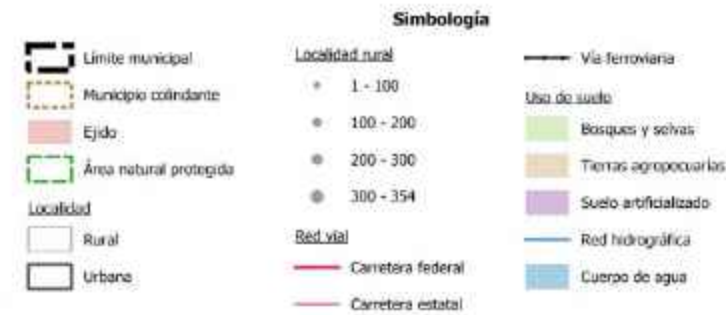 Simbología
Límite municipal
Municipio colindante
Ejido
Área natural protegida
Localidad
Rural
Urbana
Localidad rural
1 - 100
100 - 200
200 - 300
300 - 354
Red vial
Carretera federal
Carretera estatal
Vía ferroviaria
Uso de suelo
Bosques y selvas
Tierras agropecuarias
Suelo artificializado
Red hidrográfica
Cuerpo de agua